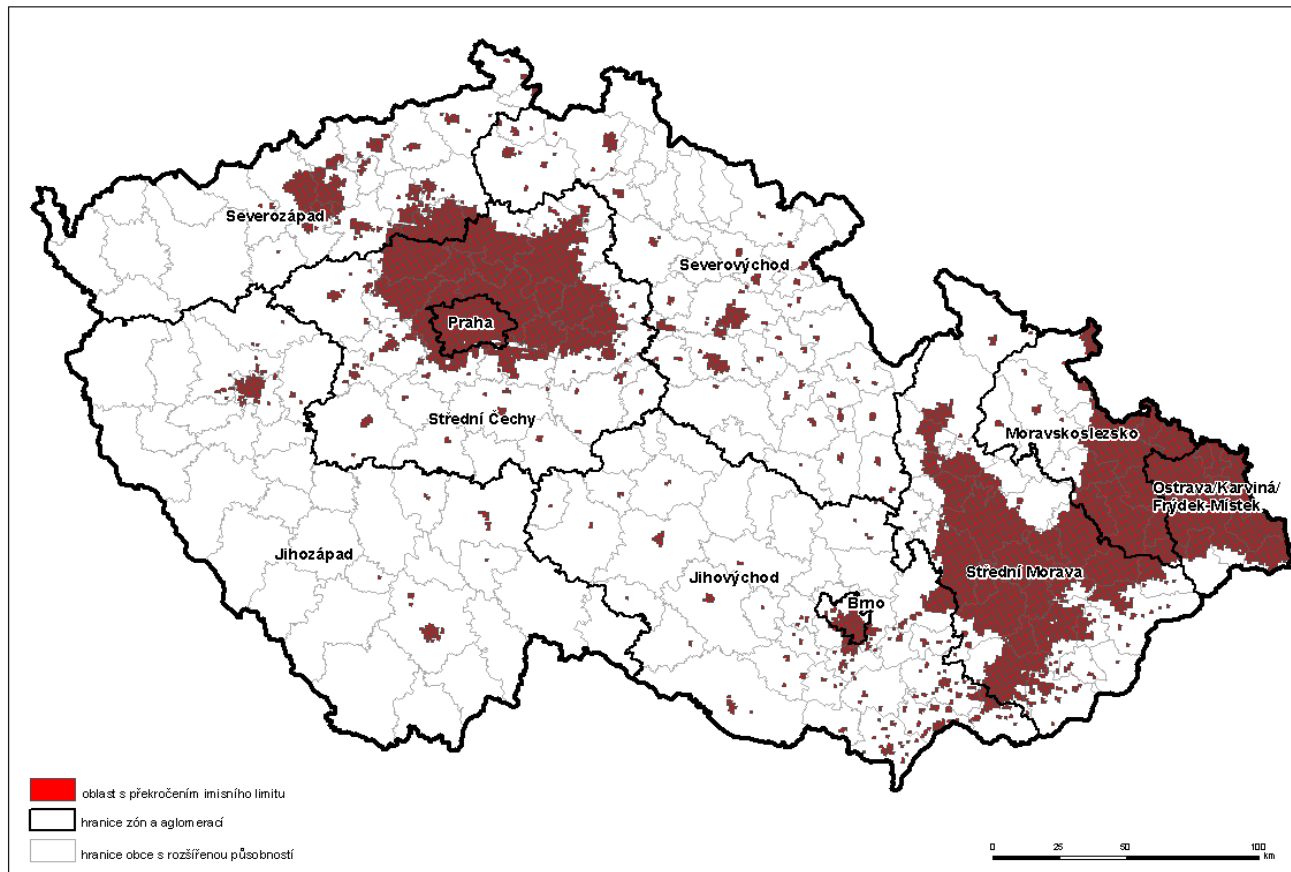 Severozápad
Severovýchod
Praha
Střední Čechy
Moravskoslezsko
Ostrava/Karviná/
Frýdek-Místek
Jihozápad
Jihovýchod
Střední Morava
Brno
oblast s překročením imisního limitu
hranice zón a aglomerací
hranice obce s rozšířenou působností
0 25 50 100
km